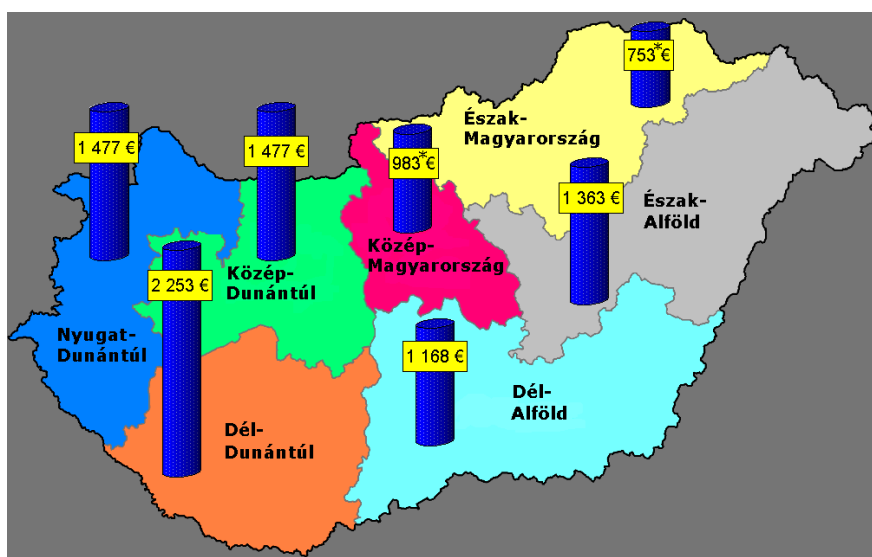 753*€
Észak-
Magyarország
1 477 €
1 477 €
983*€
1 363 €
Észak-
Alföld
Közép-
Magyarország
Közép-
Dunántúl
2 253 €
Nyugat-
Dunántúl
1 168 €
Dél-
Alföld
Dél-
Dunántúl